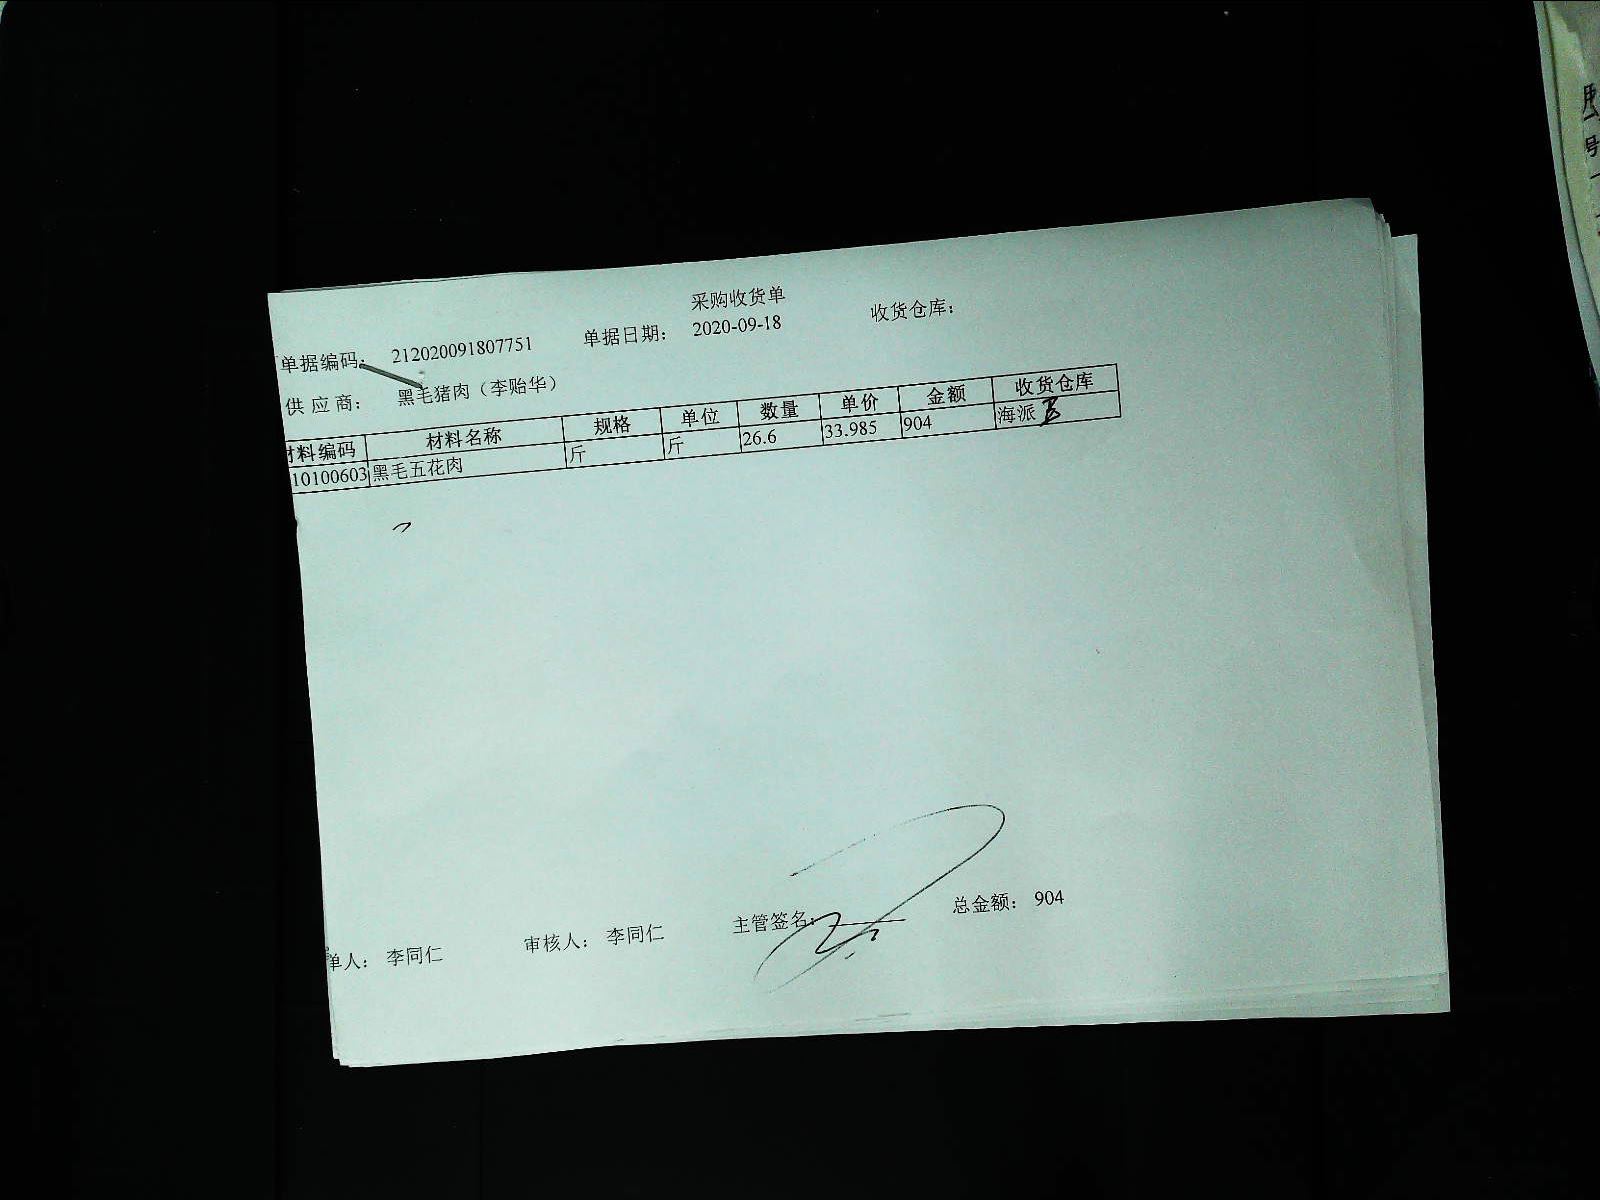 采购收货单
单据编码： 212020091807751 单据日期： 2020-09-18 收货仓库：
供应商： 黑毛猪肉（李贻华）
材料编码 材料名称 规格 单位 数量 单价 金额 收货仓库
10100603 黑毛五花肉 斤 斤 26.6 33.985 904 海派
单人： 李同仁 审核人： 李同仁 主管签名： 总金额： 904
号